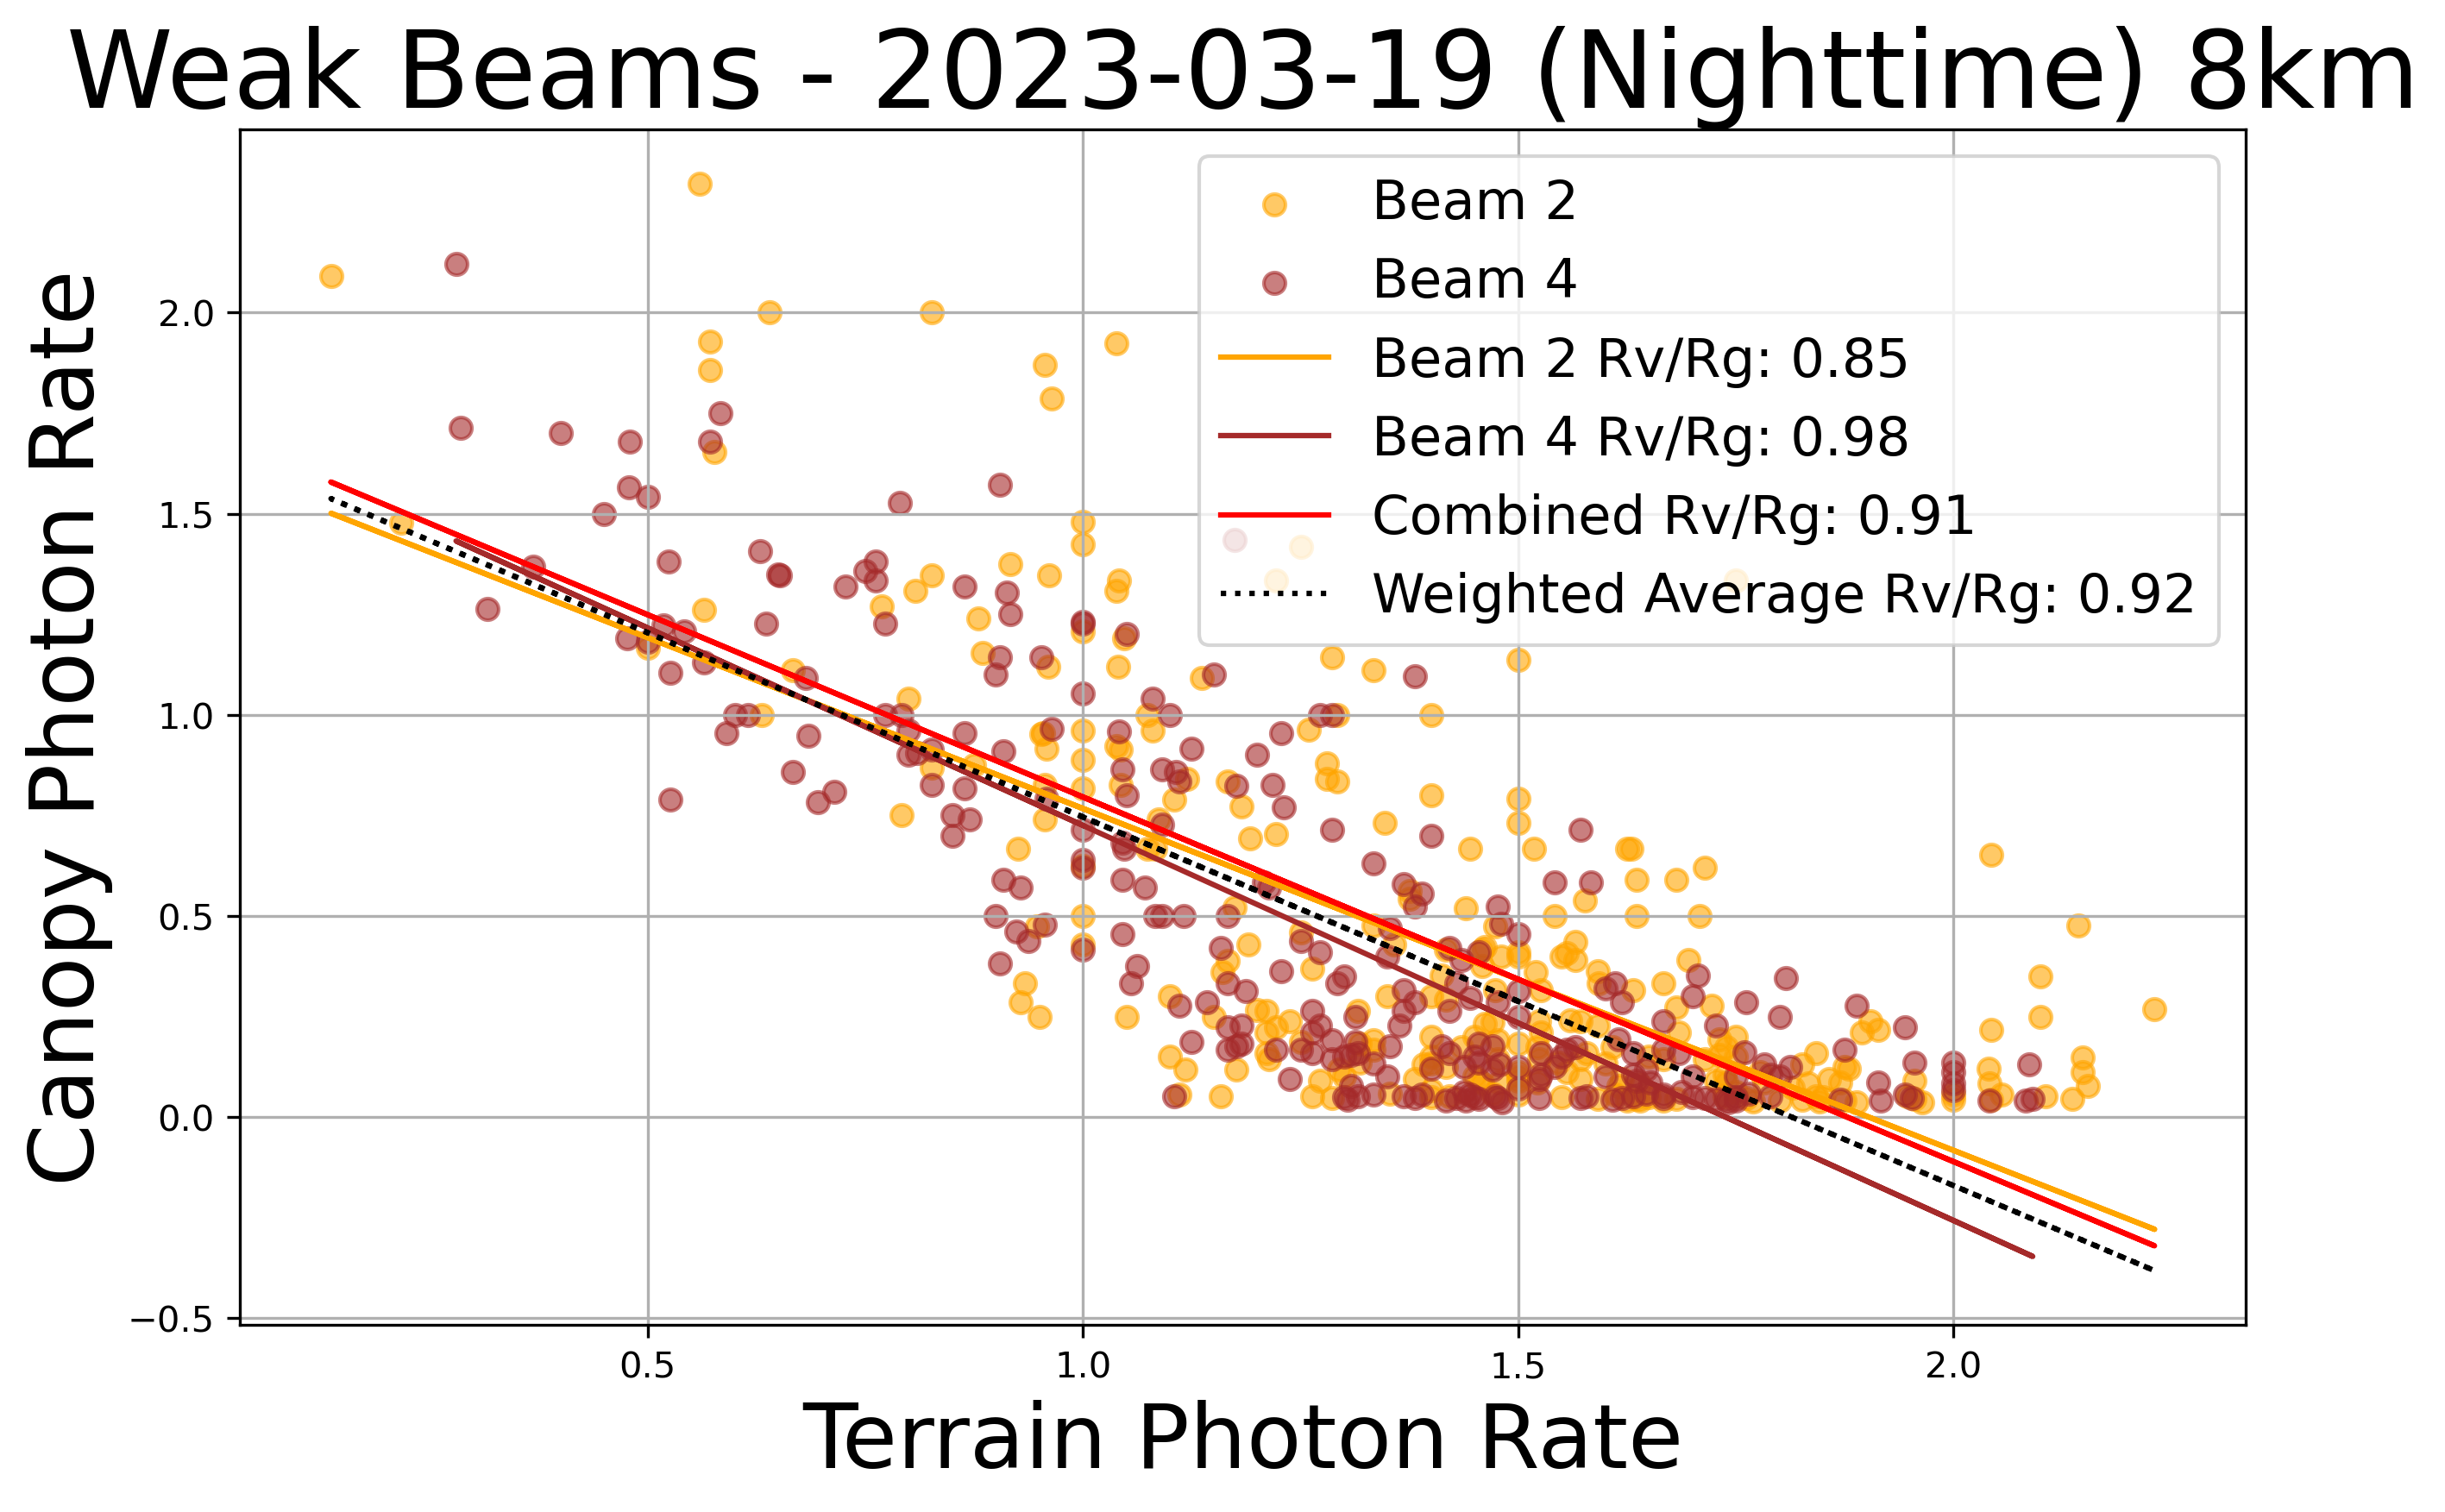 Weak Beams - 2023-03-19 (Nighttime) 8km
Beam 2
Beam 4
Beam 2 Rv/Rg: 0.85
Beam 4 Rv/Rg: 0.98
Combined Rv/Rg: 0.91
Weighted Average Rv/Rg: 0.92
Canopy Photon Rate
2.0
1.5
1.0
0.5
0.0
−0.5
0.5 1.0 1.5 2.0
Terrain Photon Rate